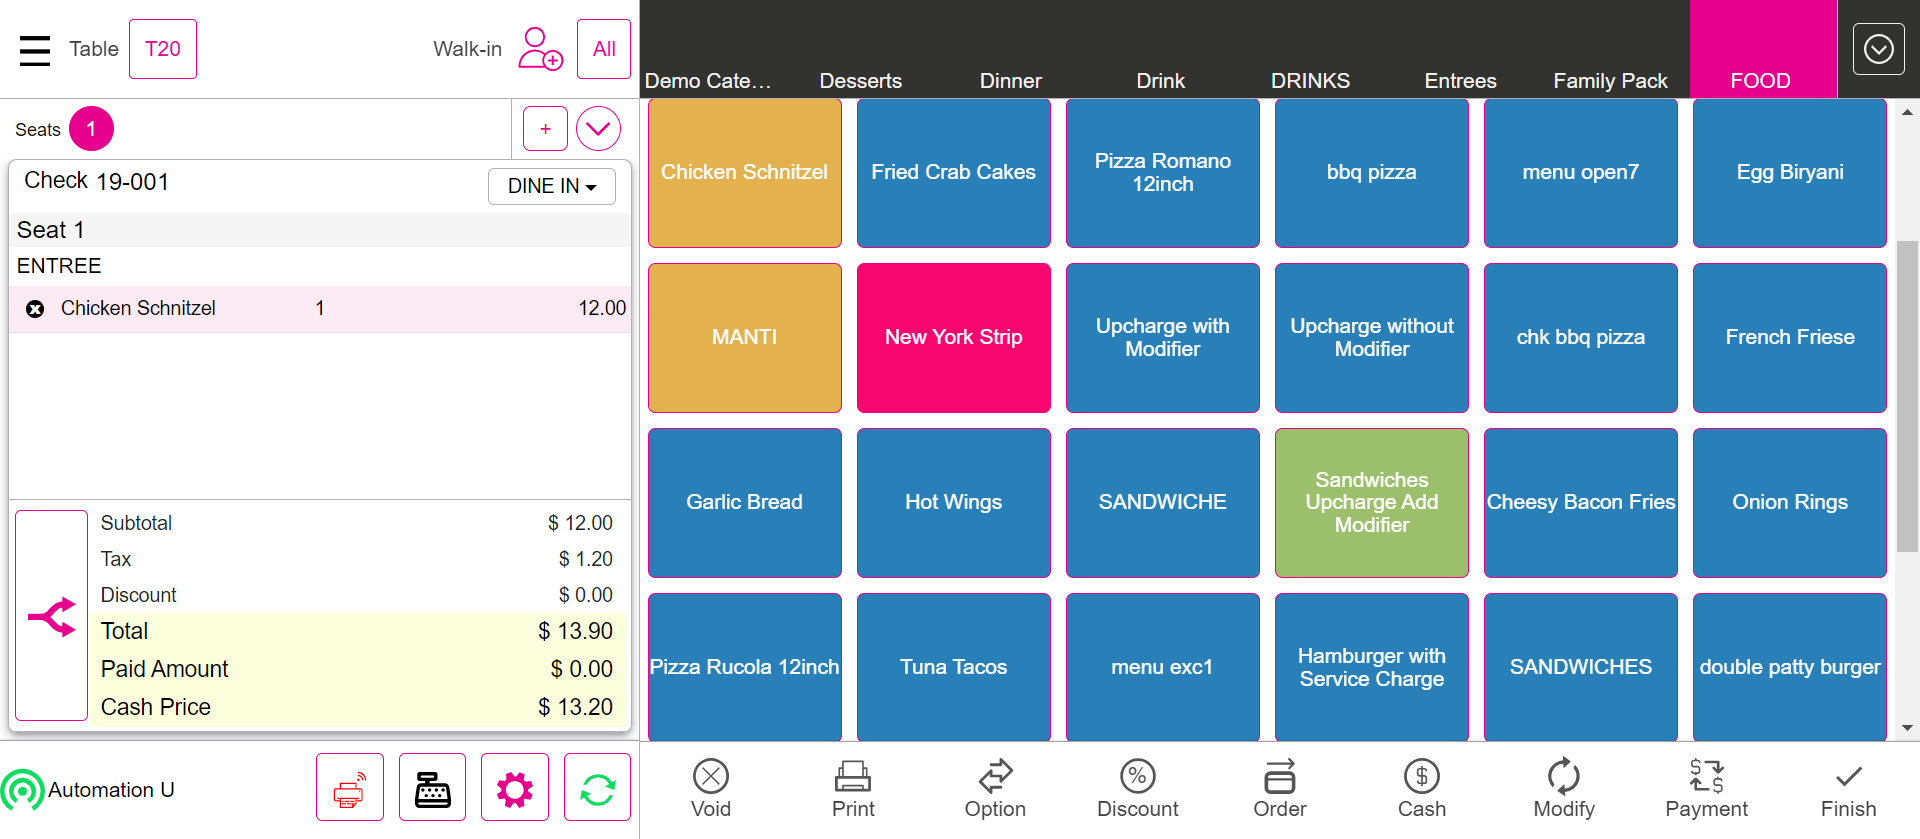 Table
T20
Walk-in
All
Demo Cate...
Desserts
Dinner
Drink
DRINKS
Entrees
Family Pack
FOOD
Seats
1
+
Check 19-001
DINE IN
Seat 1
ENTREE
Chicken Schnitzel 1 12.00
Subtotal $ 12.00
Tax $ 1.20
Discount $ 0.00
Total $ 13.90
Paid Amount $ 0.00
Cash Price $ 13.20
Automation U
Chicken Schnitzel
Fried Crab Cakes
Pizza Romano
12inch
bbq pizza
menu open7
Egg Biryani
MANTI
New York Strip
Upcharge with
Modifier
Upcharge without
Modifier
chk bbq pizza
French Friese
Garlic Bread
Hot Wings
SANDWICHE
Sandwiches
Upcharge Add
Modifier
Cheesy Bacon Fries
Onion Rings
Pizza Rucola 12inch
Tuna Tacos
menu exc1
Hamburger with
Service Charge
SANDWICHES
double patty burger
Void
Print
Option
Discount
Order
Cash
Modify
Payment
Finish